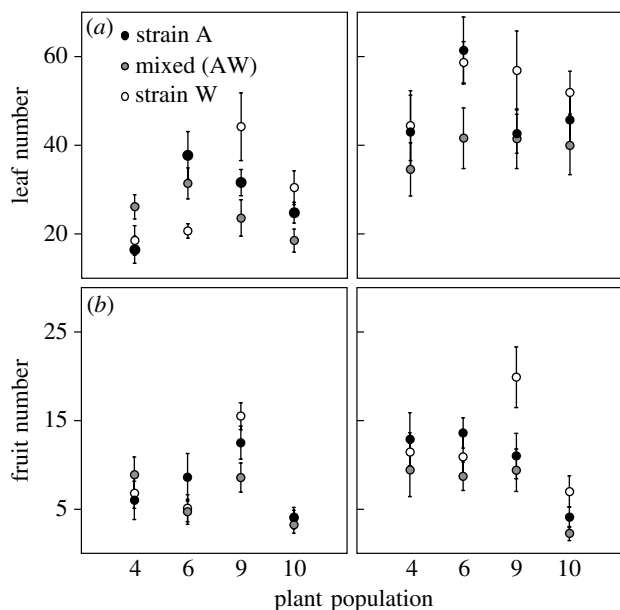 (a)
strain A
mixed (AW)
strain W
60
40
20
leaf number
(b)
25
15
5
fruit number
4 6 9 10 4 6 9 10
plant population